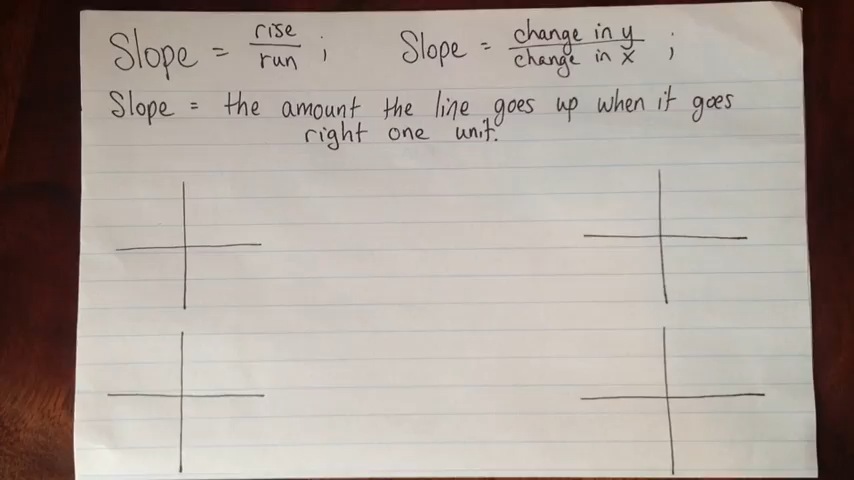 Slope = rise/run ; Slope = change in y/change in x ;
Slope = the amount the line goes up when it goes
right one unit.